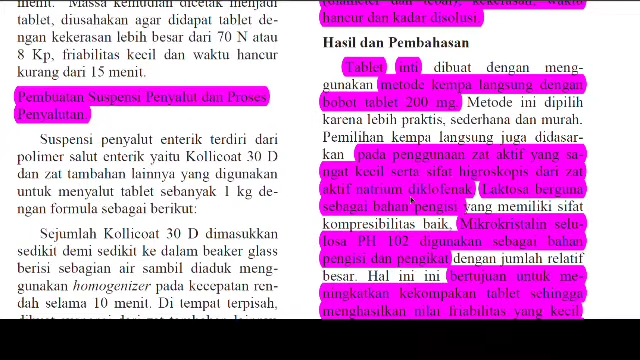 menit. Massa kemudian dicetak menjadi
tablet, diusahakan agar didapat tablet de-
ngan kekerasan lebih besar dari 70 N atau
8 Kp, friabilitas kecil dan waktu hancur
kurang dari 15 menit.
Pembuatan Suspensi Penyalut dan Proses
Penyalutan
Suspensi penyalut enterik terdiri dari
polimer salut enterik yaitu Kollicoat 30 D
dan zat tambahan lainnya yang digunakan
untuk menyalut tablet sebanyak 1 kg de-
ngan formula sebagai berikut:
Sejumlah Kollicoat 30 D dimasukkan
sedikit demi sedikit ke dalam beaker glass
berisi sebagian air sambil diaduk meng-
gunakan homogenizer pada kecepatan ren-
dah selama 10 menit. Di tempat terpisah,
(diameter dan tebal), kekerasan, waktu
hancur dan kadar disolusi.
Hasil dan Pembahasan
Tablet inti dibuat dengan meng-
gunakan metode kempa langsung dengan
bobot tablet 200 mg. Metode ini dipilih
karena lebih praktis, sederhana dan murah.
Pemilihan kempa langsung juga didasar-
kan pada penggunaan zat aktif yang sa-
ngat kecil serta sifat higroskopis dari zat
aktif natrium diklofenak. Laktosa berguna
sebagai bahan pengisi yang memiliki sifat
kompresibilitas baik. Mikrokristalin selu-
losa PH 102 digunakan sebagai bahan
pengisi dan pengikat dengan jumlah relatif
besar. Hal ini ini bertujuan untuk me-
ningkatkan kekompakan tablet sehingga
menghasilkan nilai friabilitas yang kecil